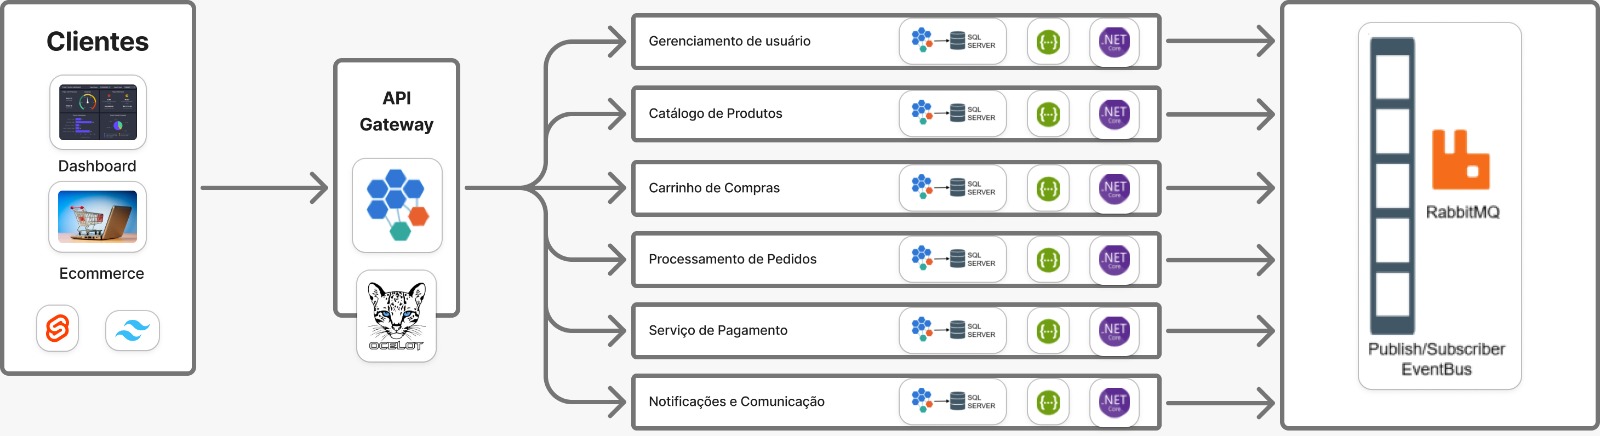 Clientes
Dashboard
Ecommerce
API
Gateway
OCELOT
Gerenciamento de usuário
SQL
SERVER
{...}
.NET
Core
Catálogo de Produtos
SQL
SERVER
{...}
.NET
Core
Carrinho de Compras
SQL
SERVER
{...}
.NET
Core
Processamento de Pedidos
SQL
SERVER
{...}
.NET
Core
Serviço de Pagamento
SQL
SERVER
{...}
.NET
Core
Notificações e Comunicação
SQL
SERVER
{...}
.NET
Core
RabbitMQ
Publish/Subscriber
EventBus